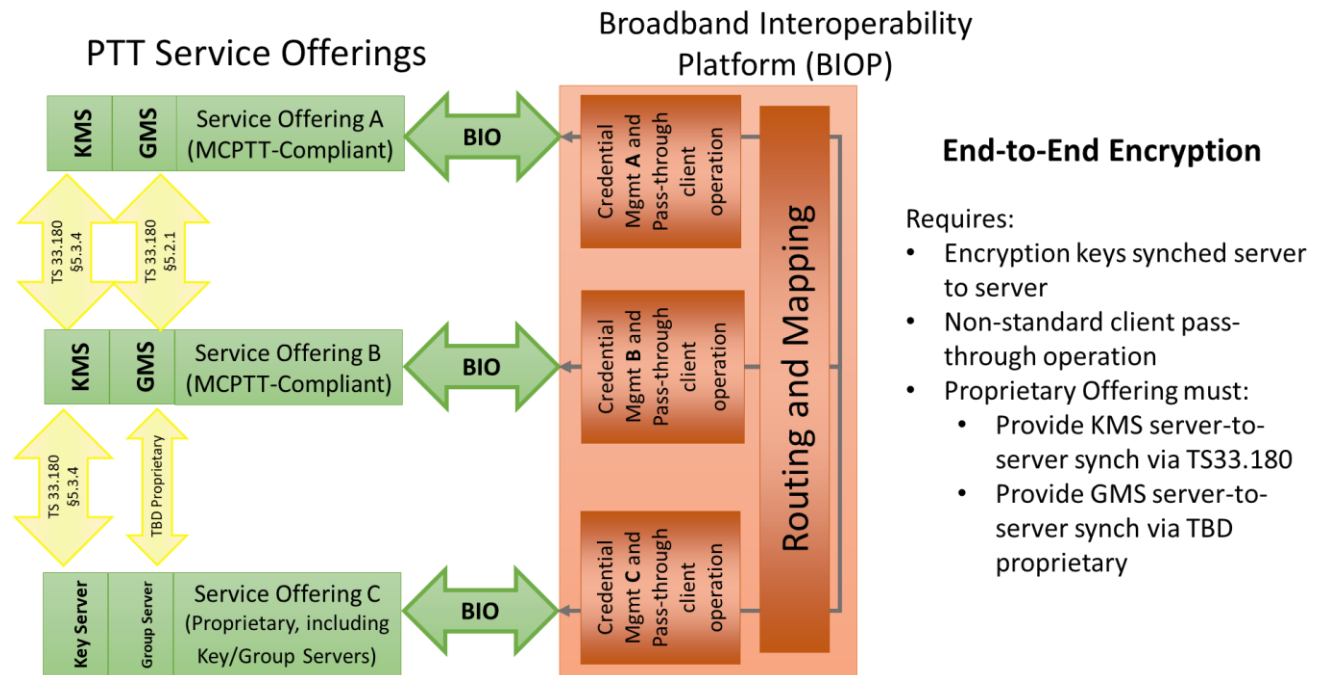 PTT Service Offerings
Broadband Interoperability
Platform (BIOP)
KMS
GMS
Service Offering A
(MCPTT-Compliant)
BIO
Credential
Mgmt A and
Pass-through
client
operation
TS 33.180
§5.3.4
TS 33.180
§5.2.1
KMS
GMS
Service Offering B
(MCPTT-Compliant)
BIO
Credential
Mgmt B and
Pass-through
client
operation
Routing and Mapping
TS 33.180
§5.3.4
TBD Proprietary
Key Server
Group Server
Service Offering C
(Proprietary, including
Key/Group Servers)
BIO
Credential
Mgmt C and
Pass-through
client
operation
End-to-End Encryption
Requires:
• Encryption keys synched server
to server
• Non-standard client pass-
through operation
• Proprietary Offering must:
• Provide KMS server-to-
server synch via TS33.180
• Provide GMS server-to-
server synch via TBD
proprietary